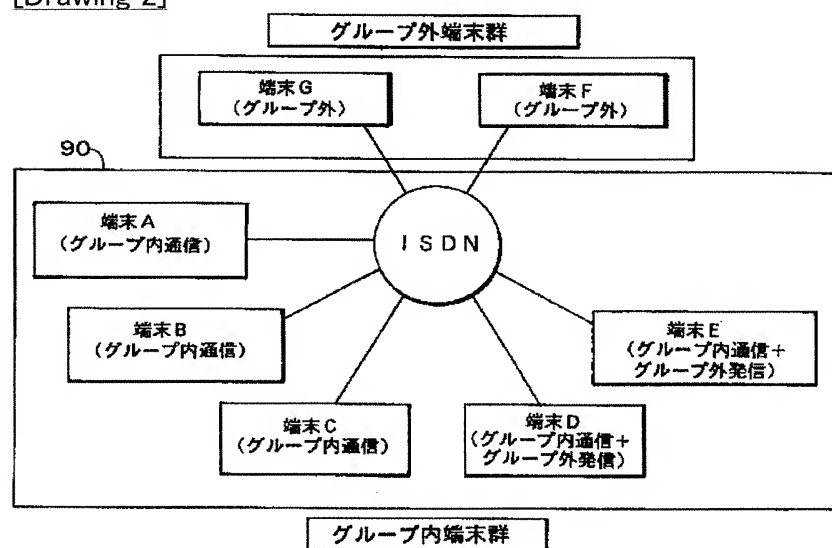 [Drawing 2]
グループ外端末群
端末G
(グループ外)
端末F
(グループ外)
90
端末A
(グループ内通信)
ISDN
端末B
(グループ内通信)
端末E
(グループ内通信+
グループ外発信)
端末C
(グループ内通信)
端末D
(グループ内通信+
グループ外発信)
グループ内端末群